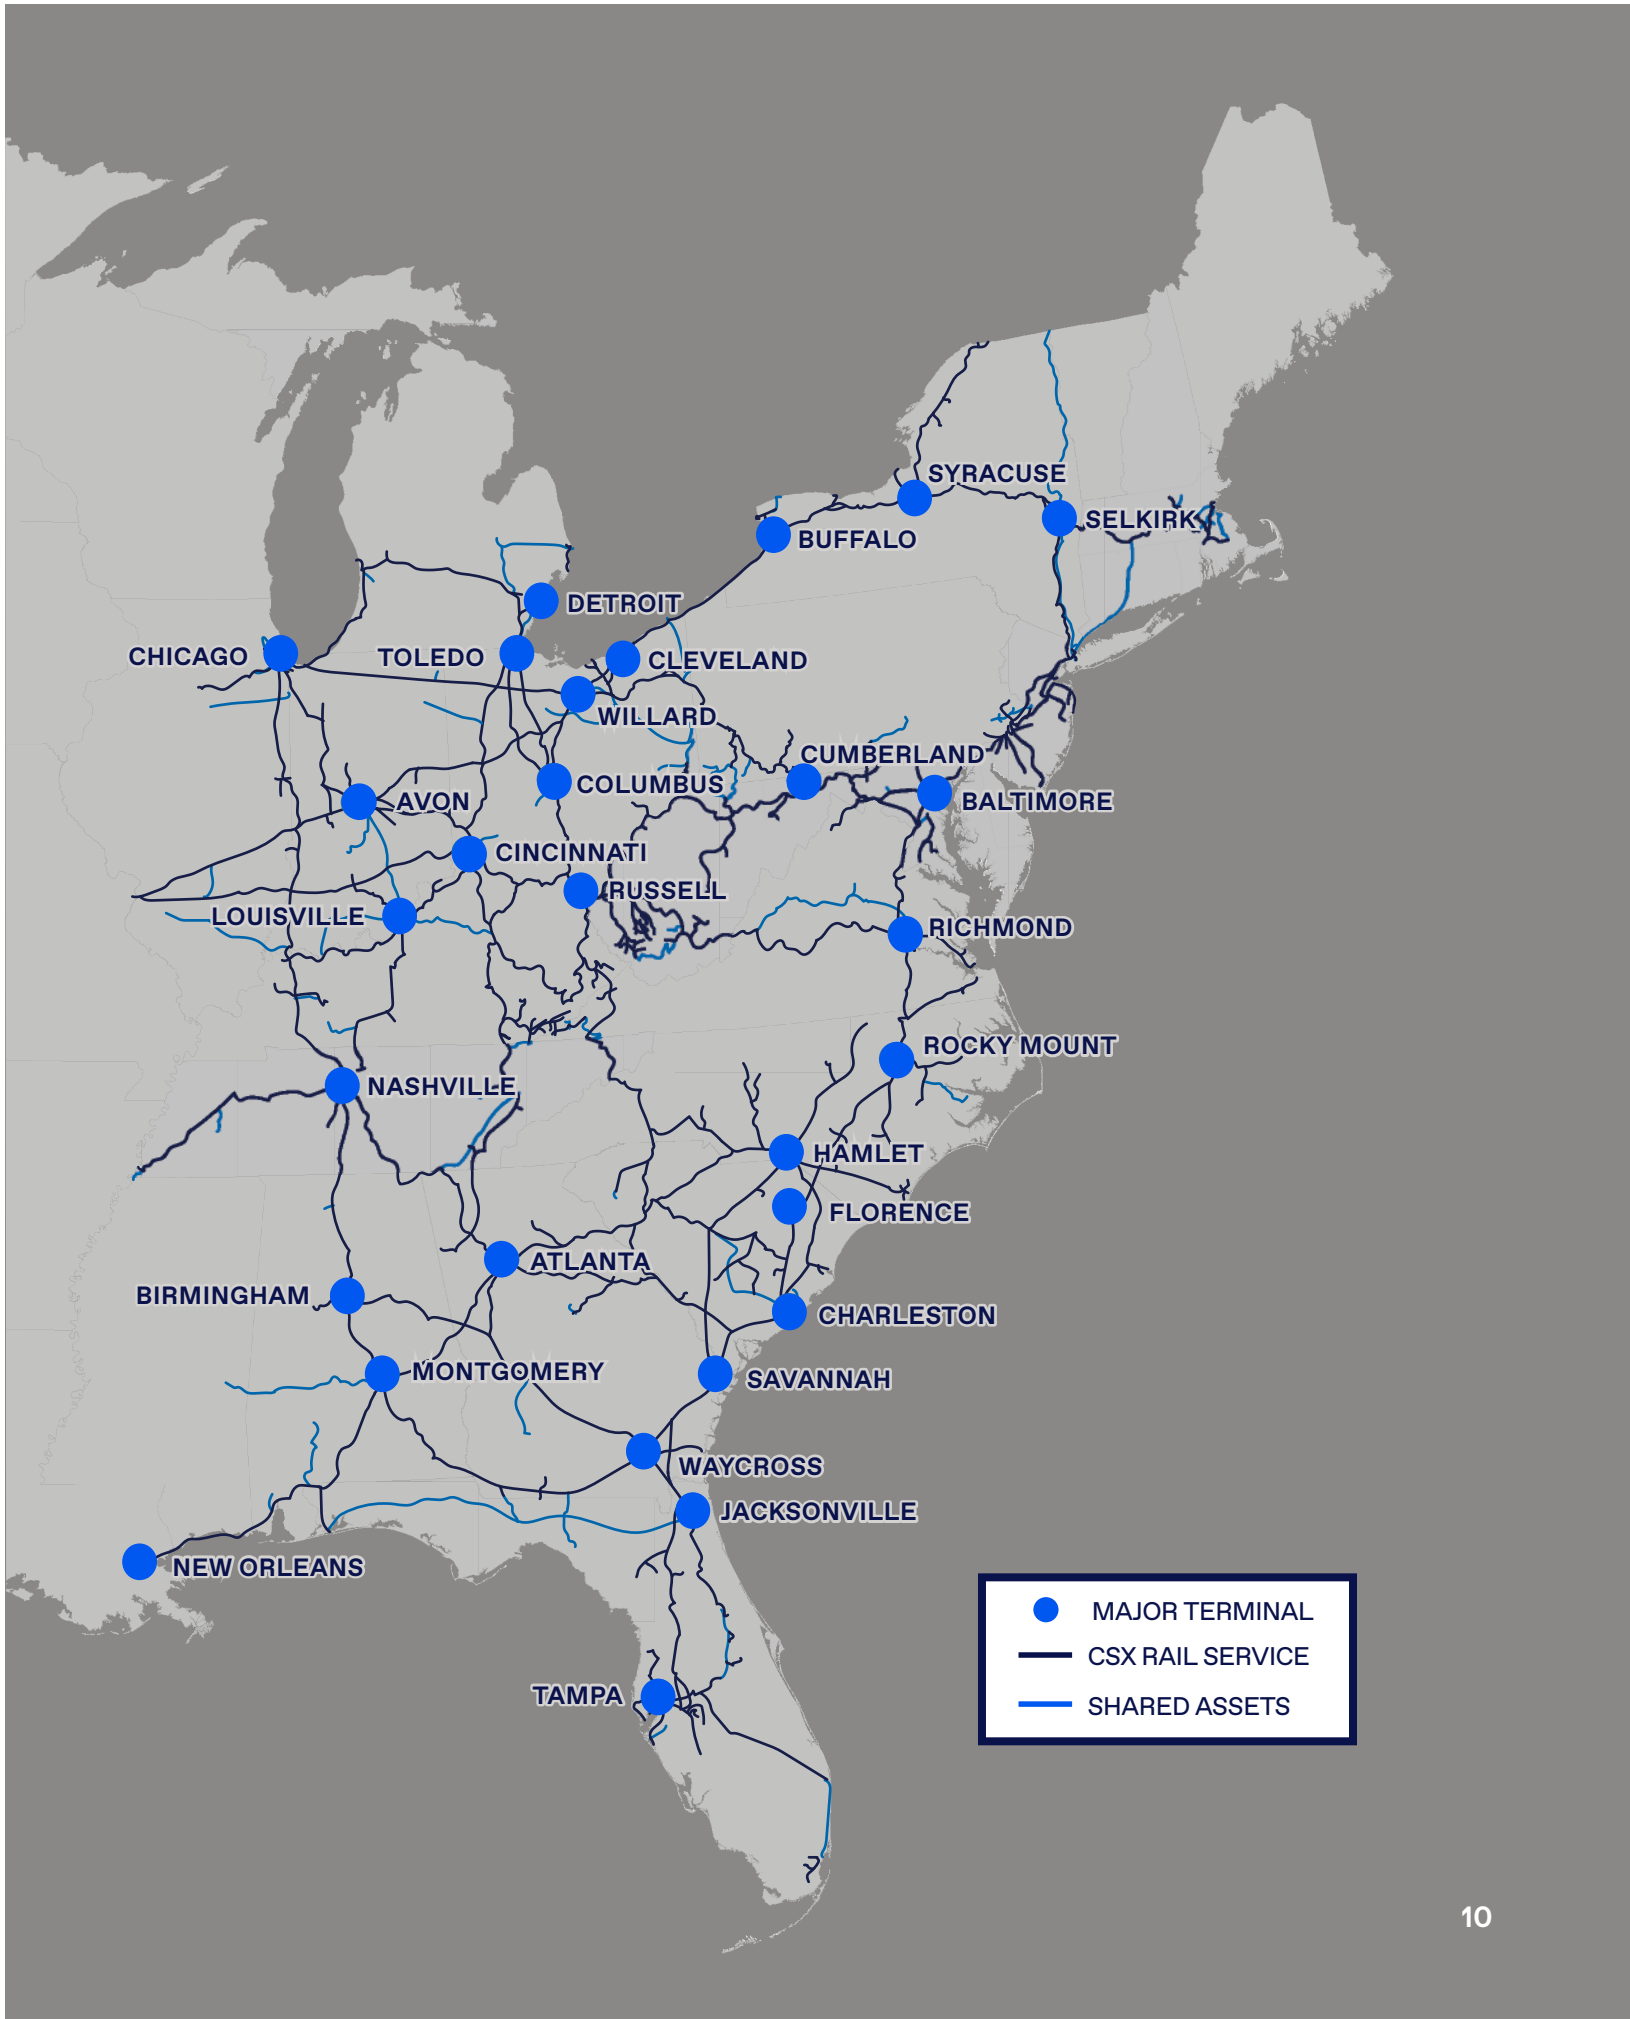 SYRACUSE
SELKIRK
BUFFALO
DETROIT
CHICAGO
TOLEDO
CLEVELAND
WILLARD
CUMBERLAND
COLUMBUS
AVON
BALTIMORE
CINCINNATI
RUSSELL
LOUISVILLE
RICHMOND
ROCKY MOUNT
NASHVILLE
HAMLET
FLORENCE
ATLANTA
BIRMINGHAM
CHARLESTON
MONTGOMERY
SAVANNAH
WAYCROSS
JACKSONVILLE
NEW ORLEANS
TAMPA
MAJOR TERMINAL
CSX RAIL SERVICE
SHARED ASSETS
10